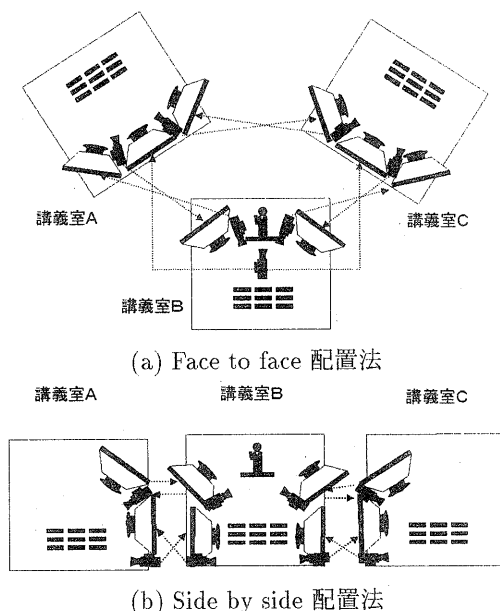 講義室A
講義室C
講義室B
(a) Face to face 配置法
講義室A 講義室B 講義室C
(b) Side by side 配置法